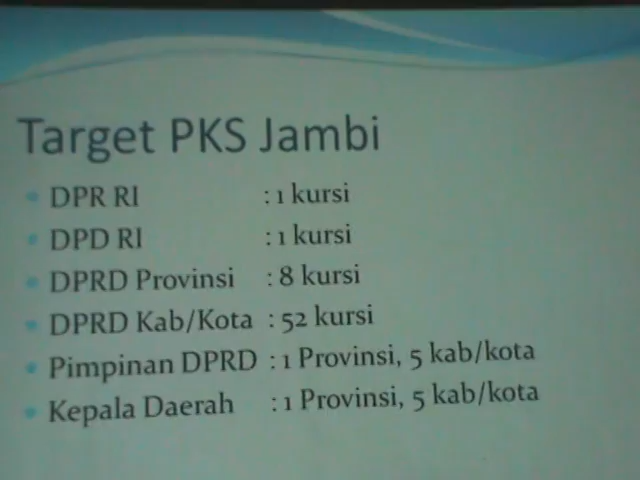 Target PKS Jambi
• DPR RI : 1 kursi
• DPD RI : 1 kursi
• DPRD Provinsi : 8 kursi
• DPRD Kab/Kota : 52 kursi
• Pimpinan DPRD : 1 Provinsi, 5 kab/kota
• Kepala Daerah : 1 Provinsi, 5 kab/kota